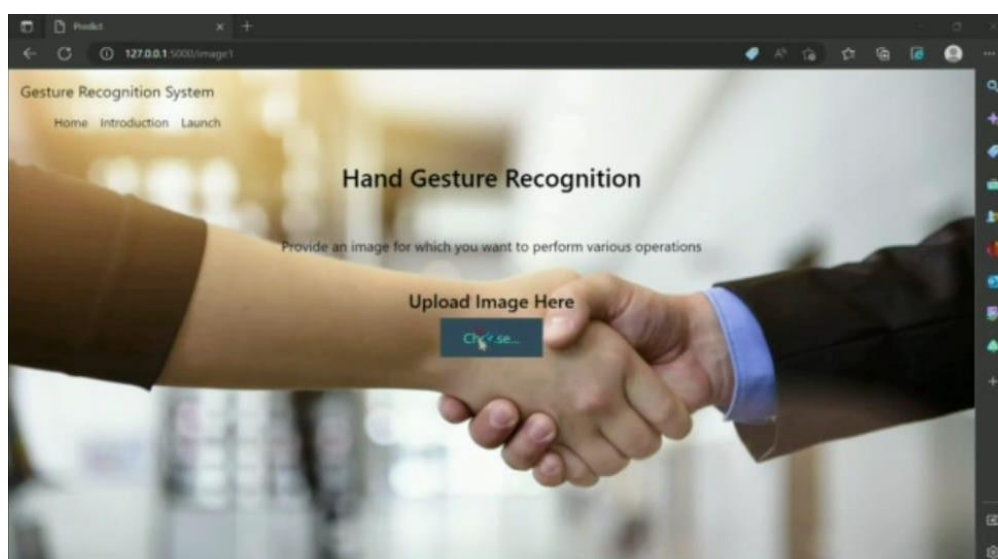 Predict
127.0.0.1:5000/image1
Gesture Recognition System
Home Introduction Launch
Hand Gesture Recognition
Provide an image for which you want to perform various operations
Upload Image Here
Choose...